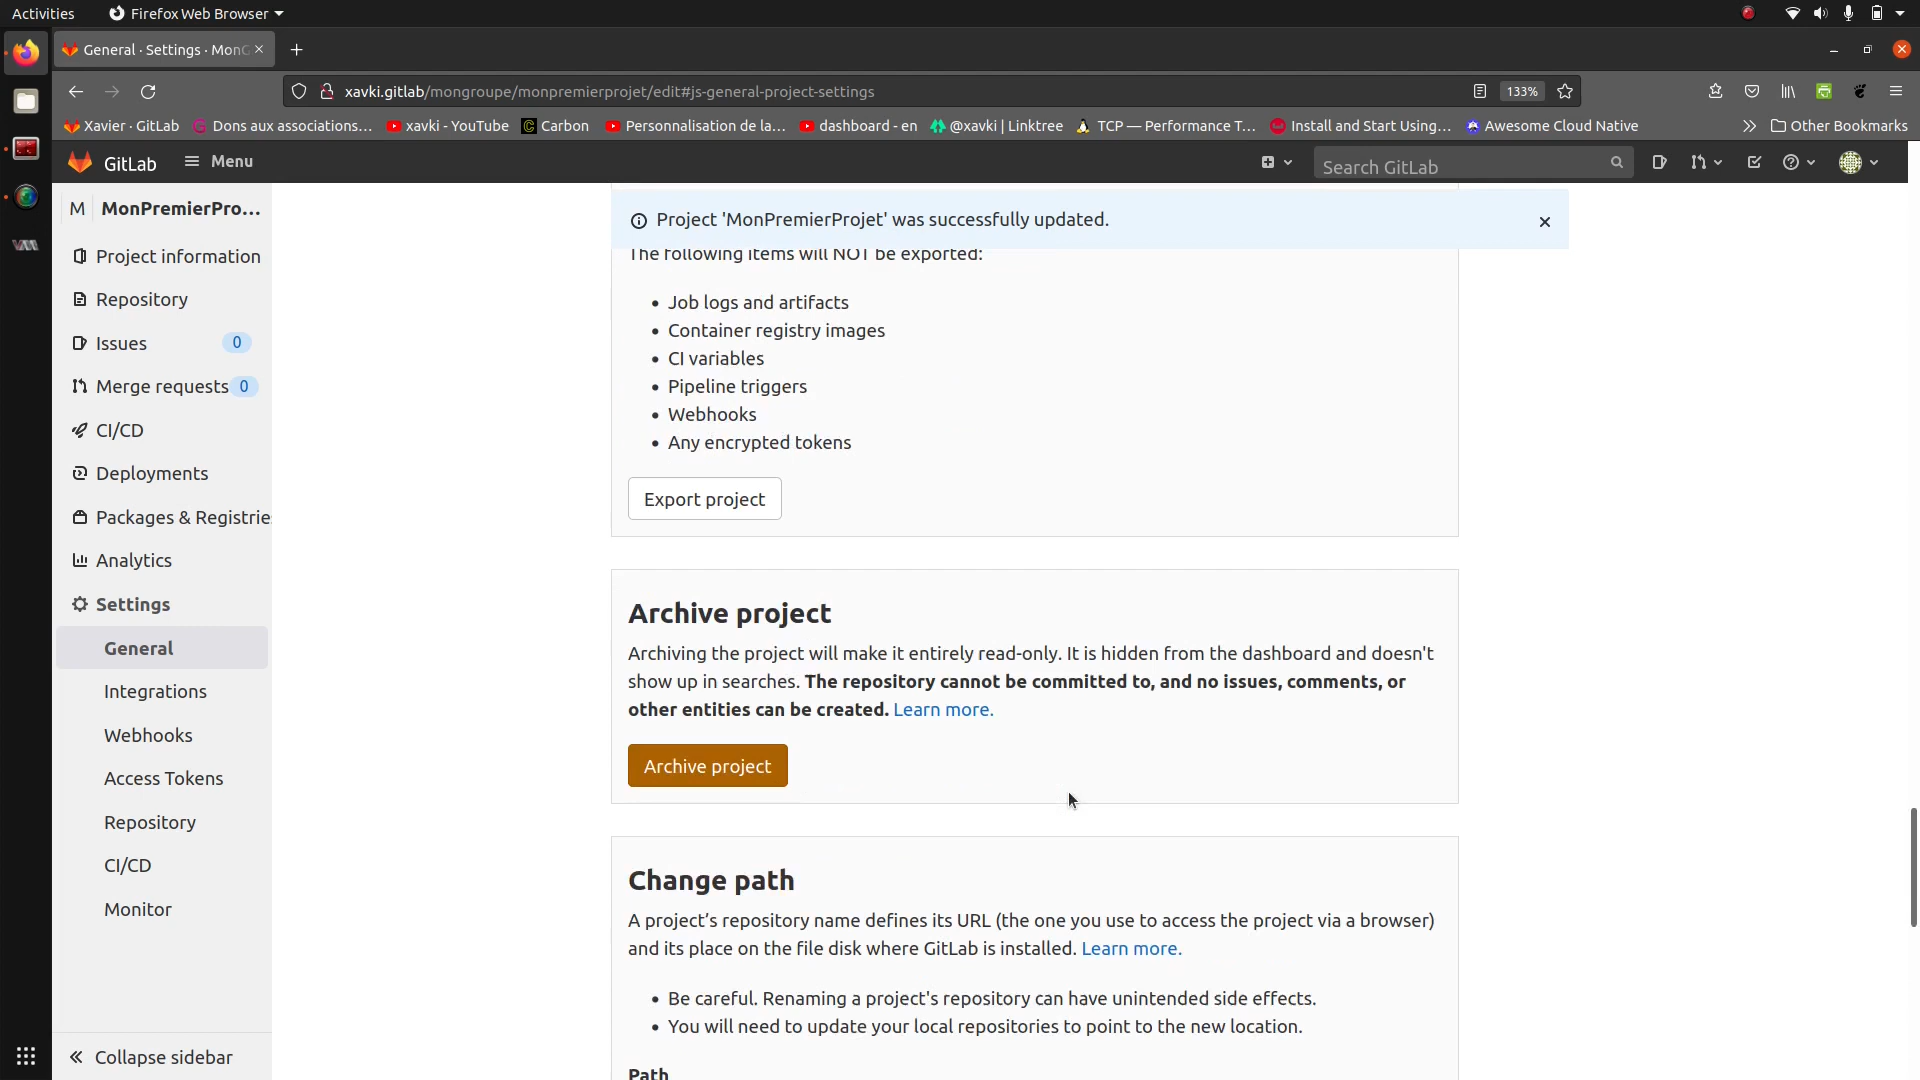 Activities
Firefox Web Browser
General · Settings · MonG
xavki.gitlab/mongroupe/monpremierprojet/edit#js-general-project-settings
133%
Xavier · GitLab
Dons aux associations...
xavki - YouTube
Carbon
Personnalisation de la...
dashboard - en
@xavki | Linktree
TCP — Performance T...
Install and Start Using...
Awesome Cloud Native
Other Bookmarks
GitLab
Menu
Search GitLab
M MonPremierPro...
Project information
Repository
Issues 0
Merge requests 0
CI/CD
Deployments
Packages & Registrie
Analytics
Settings
General
Integrations
Webhooks
Access Tokens
Repository
CI/CD
Monitor
Collapse sidebar
Project 'MonPremierProjet' was successfully updated.
The following items will NOT be exported:
• Job logs and artifacts
• Container registry images
• CI variables
• Pipeline triggers
• Webhooks
• Any encrypted tokens
Export project
Archive project
Archiving the project will make it entirely read-only. It is hidden from the dashboard and doesn't
show up in searches. The repository cannot be committed to, and no issues, comments, or
other entities can be created. Learn more.
Archive project
Change path
A project’s repository name defines its URL (the one you use to access the project via a browser)
and its place on the file disk where GitLab is installed. Learn more.
• Be careful. Renaming a project's repository can have unintended side effects.
• You will need to update your local repositories to point to the new location.
Path